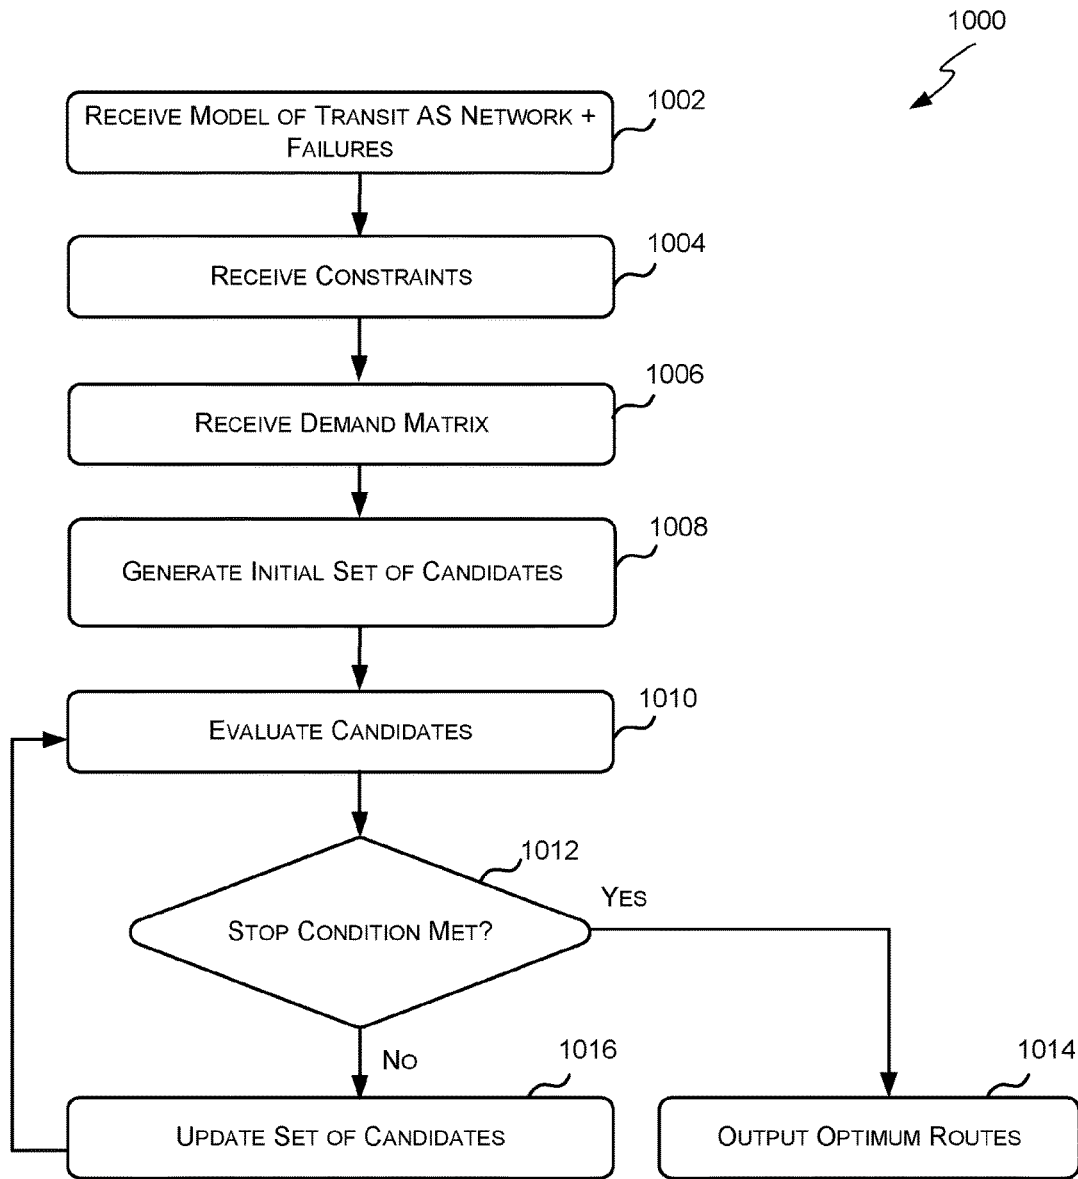 1000
RECEIVE MODEL OF TRANSIT AS NETWORK +
FAILURES
1002
RECEIVE CONSTRAINTS
1004
RECEIVE DEMAND MATRIX
1006
GENERATE INITIAL SET OF CANDIDATES
1008
EVALUATE CANDIDATES
1010
STOP CONDITION MET?
1012
YES
NO
UPDATE SET OF CANDIDATES
1016
OUTPUT OPTIMUM ROUTES
1014